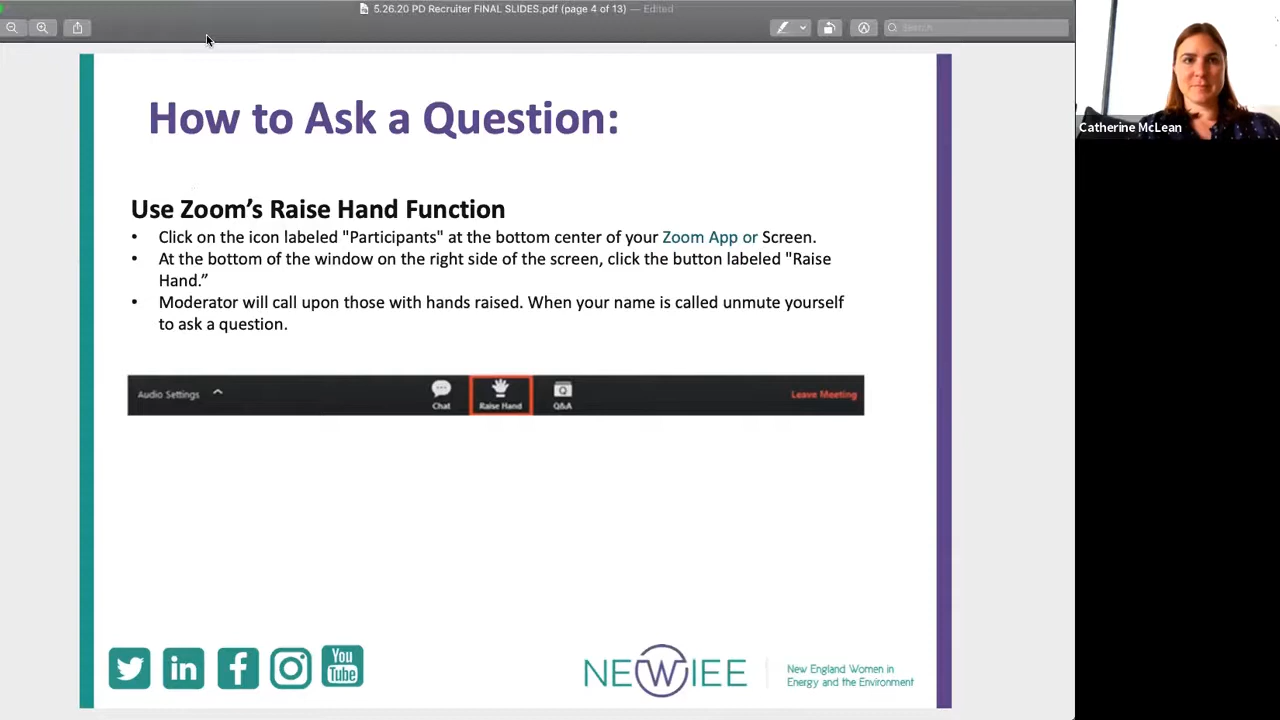 5.26.20 PD Recruiter FINAL SLIDES.pdf (page 4 of 13) — Edited
Search
How to Ask a Question:
Use Zoom’s Raise Hand Function
• Click on the icon labeled "Participants" at the bottom center of your Zoom App or Screen.
• At the bottom of the window on the right side of the screen, click the button labeled "Raise
Hand.”
• Moderator will call upon those with hands raised. When your name is called unmute yourself
to ask a question.
Audio Settings
Chat
Raise Hand
Q&A
Leave Meeting
You
Tube
NEWIEE
New England Women in
Energy and the Environment
Catherine McLean